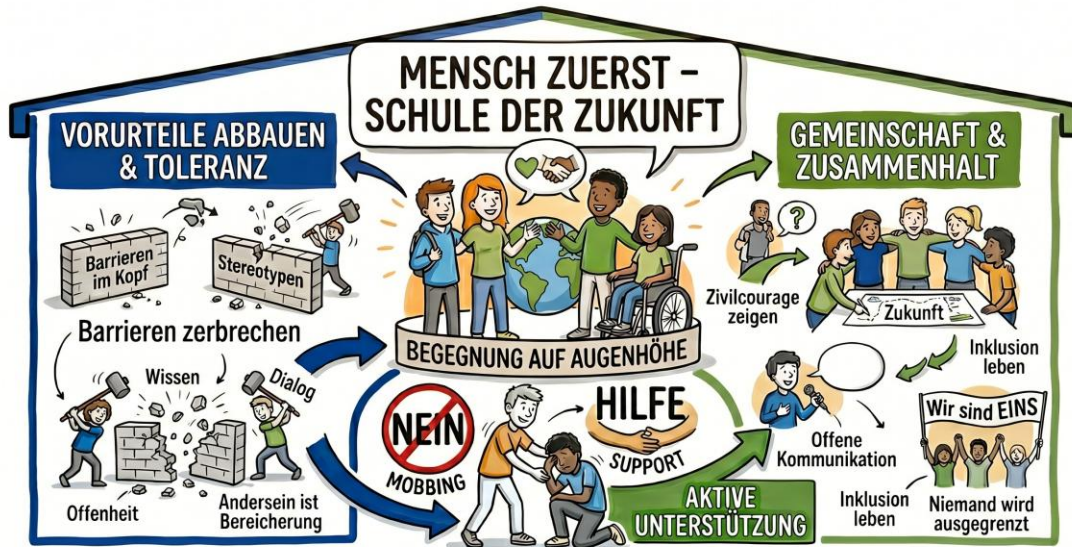 MENSCH ZUERST –
SCHULE DER ZUKUNFT
VORURTEILE ABBAUEN
& TOLERANZ
Barrieren
im Kopf
Stereotypen
Barrieren zerbrechen
Wissen
Dialog
Offenheit
Andersein ist
Bereicherung
BEGEGNUNG AUF AUGENHÖHE
NEIN
MOBBING
HILFE
SUPPORT
AKTIVE
UNTERSTÜTZUNG
GEMEINSCHAFT &
ZUSAMMENHALT
?
Zivilcourage
zeigen
Zukunft
Inklusion
leben
Offene
Kommunikation
Wir sind EINS
Inklusion
leben
Niemand wird
ausgegrenzt